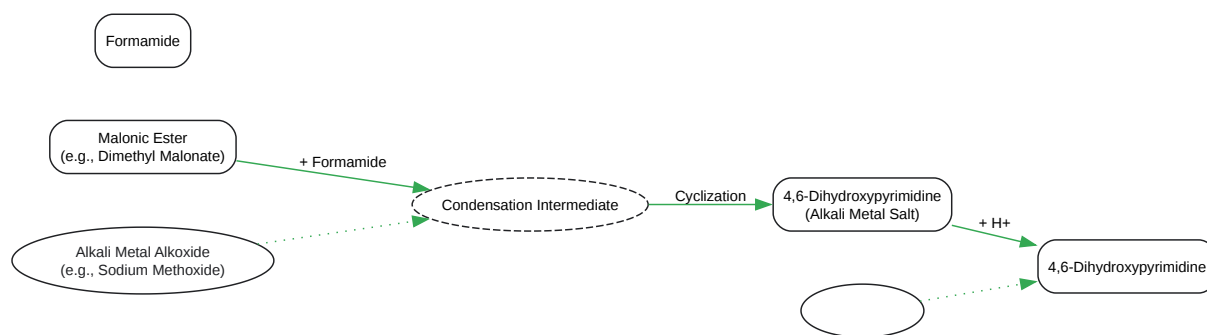 Formamide
Malonic Ester
(e.g., Dimethyl Malonate)
+ Formamide
Alkali Metal Alkoxide
(e.g., Sodium Methoxide)
Condensation Intermediate
Cyclization
4,6-Dihydroxypyrimidine
(Alkali Metal Salt)
+ H+
4,6-Dihydroxypyrimidine